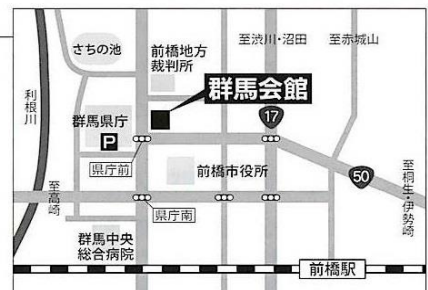 さちの池
前橋地方
裁判所
至渋川・沼田
至赤城山
群馬会館
利根川
群馬県庁
P
17
県庁前
前橋市役所
50
至桐生・伊勢崎
至高崎
県庁南
群馬中央
総合病院
前橋駅